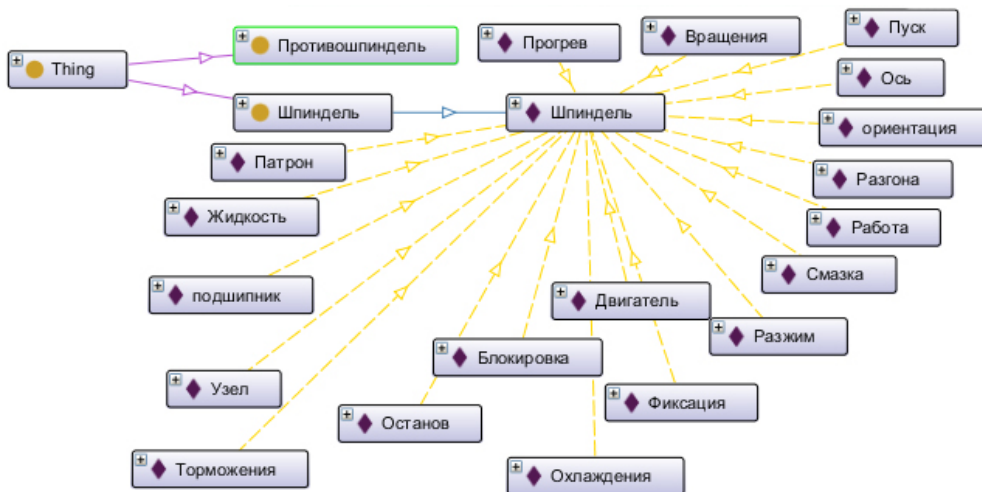 Прогрев
Вращения
Пуск
Противошпиндель
Thing
Ось
Шпиндель
Шпиндель
ориентация
Патрон
Разгона
Жидкость
Работа
Смазка
подшипник
Двигатель
Разжим
Блокировка
Узел
Фиксация
Останов
Торможения
Охлаждения